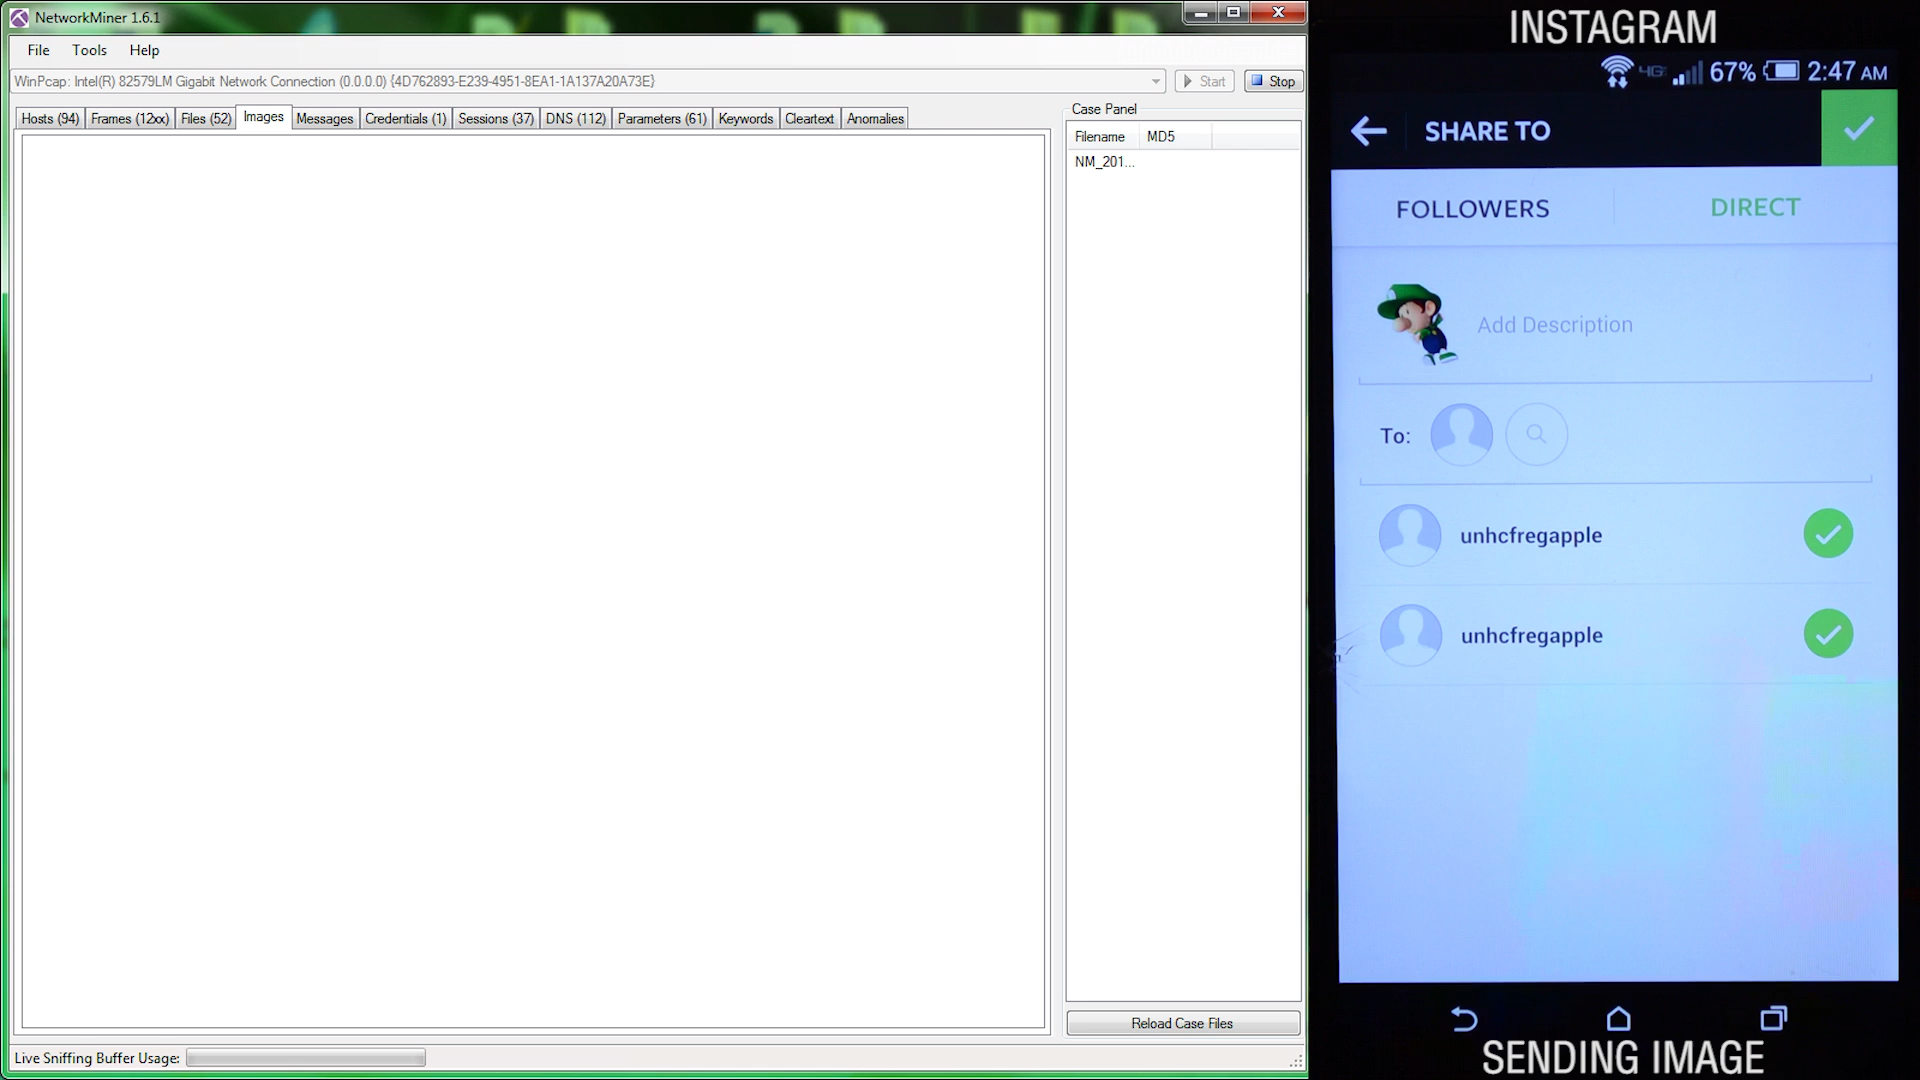 NetworkMiner 1.6.1
File Tools Help
WinPcap: Intel(R) 82579LM Gigabit Network Connection (0.0.0.0) {4D762893-E239-4951-8EA1-1A137A20A73E}
Start Stop
Hosts (94) Frames (12xx) Files (52) Images Messages Credentials (1) Sessions (37) DNS (112) Parameters (61) Keywords Cleartext Anomalies
Case Panel
Filename MD5
NM_201...
Reload Case Files
Live Sniffing Buffer Usage:
INSTAGRAM
4G 67% 2:47 AM
SHARE TO
FOLLOWERS DIRECT
Add Description
To:
unhcfregapple
unhcfregapple
SENDING IMAGE